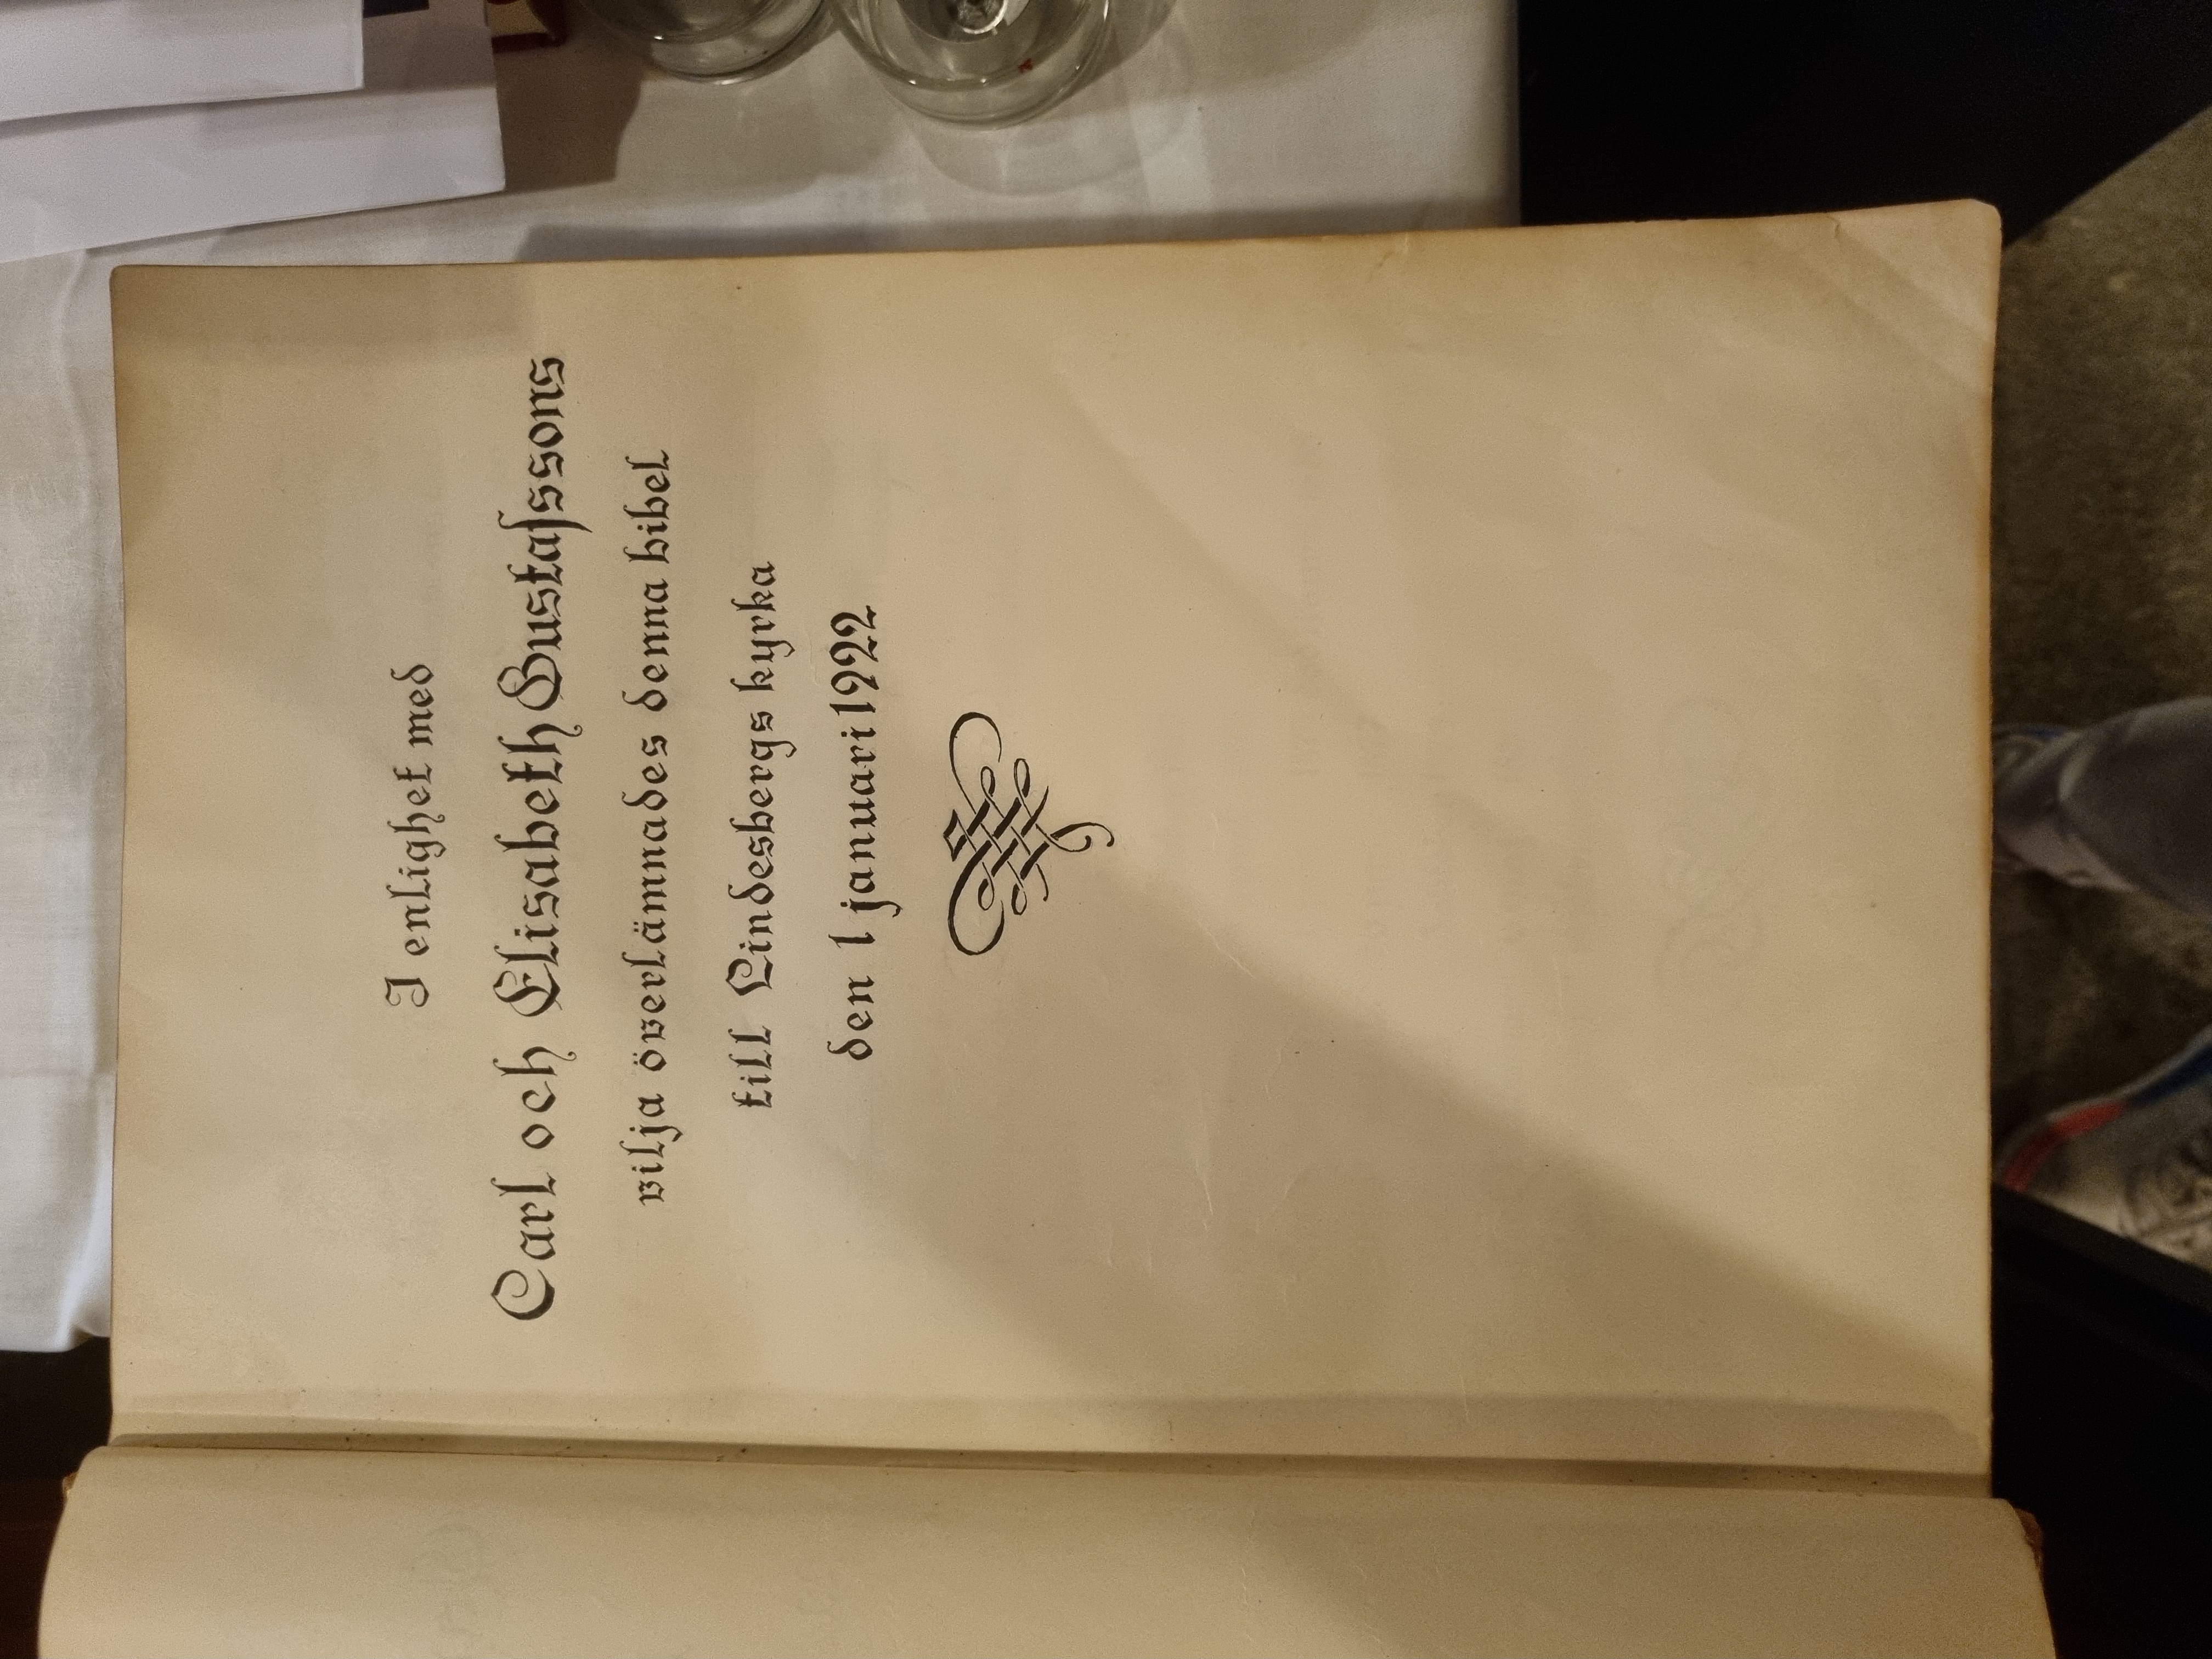 I enlighet med
Carl och Elisabeth Gustafssons
vilja överlämnades denna bibel
till Lindesbergs kyrka
den 1 januari 1922